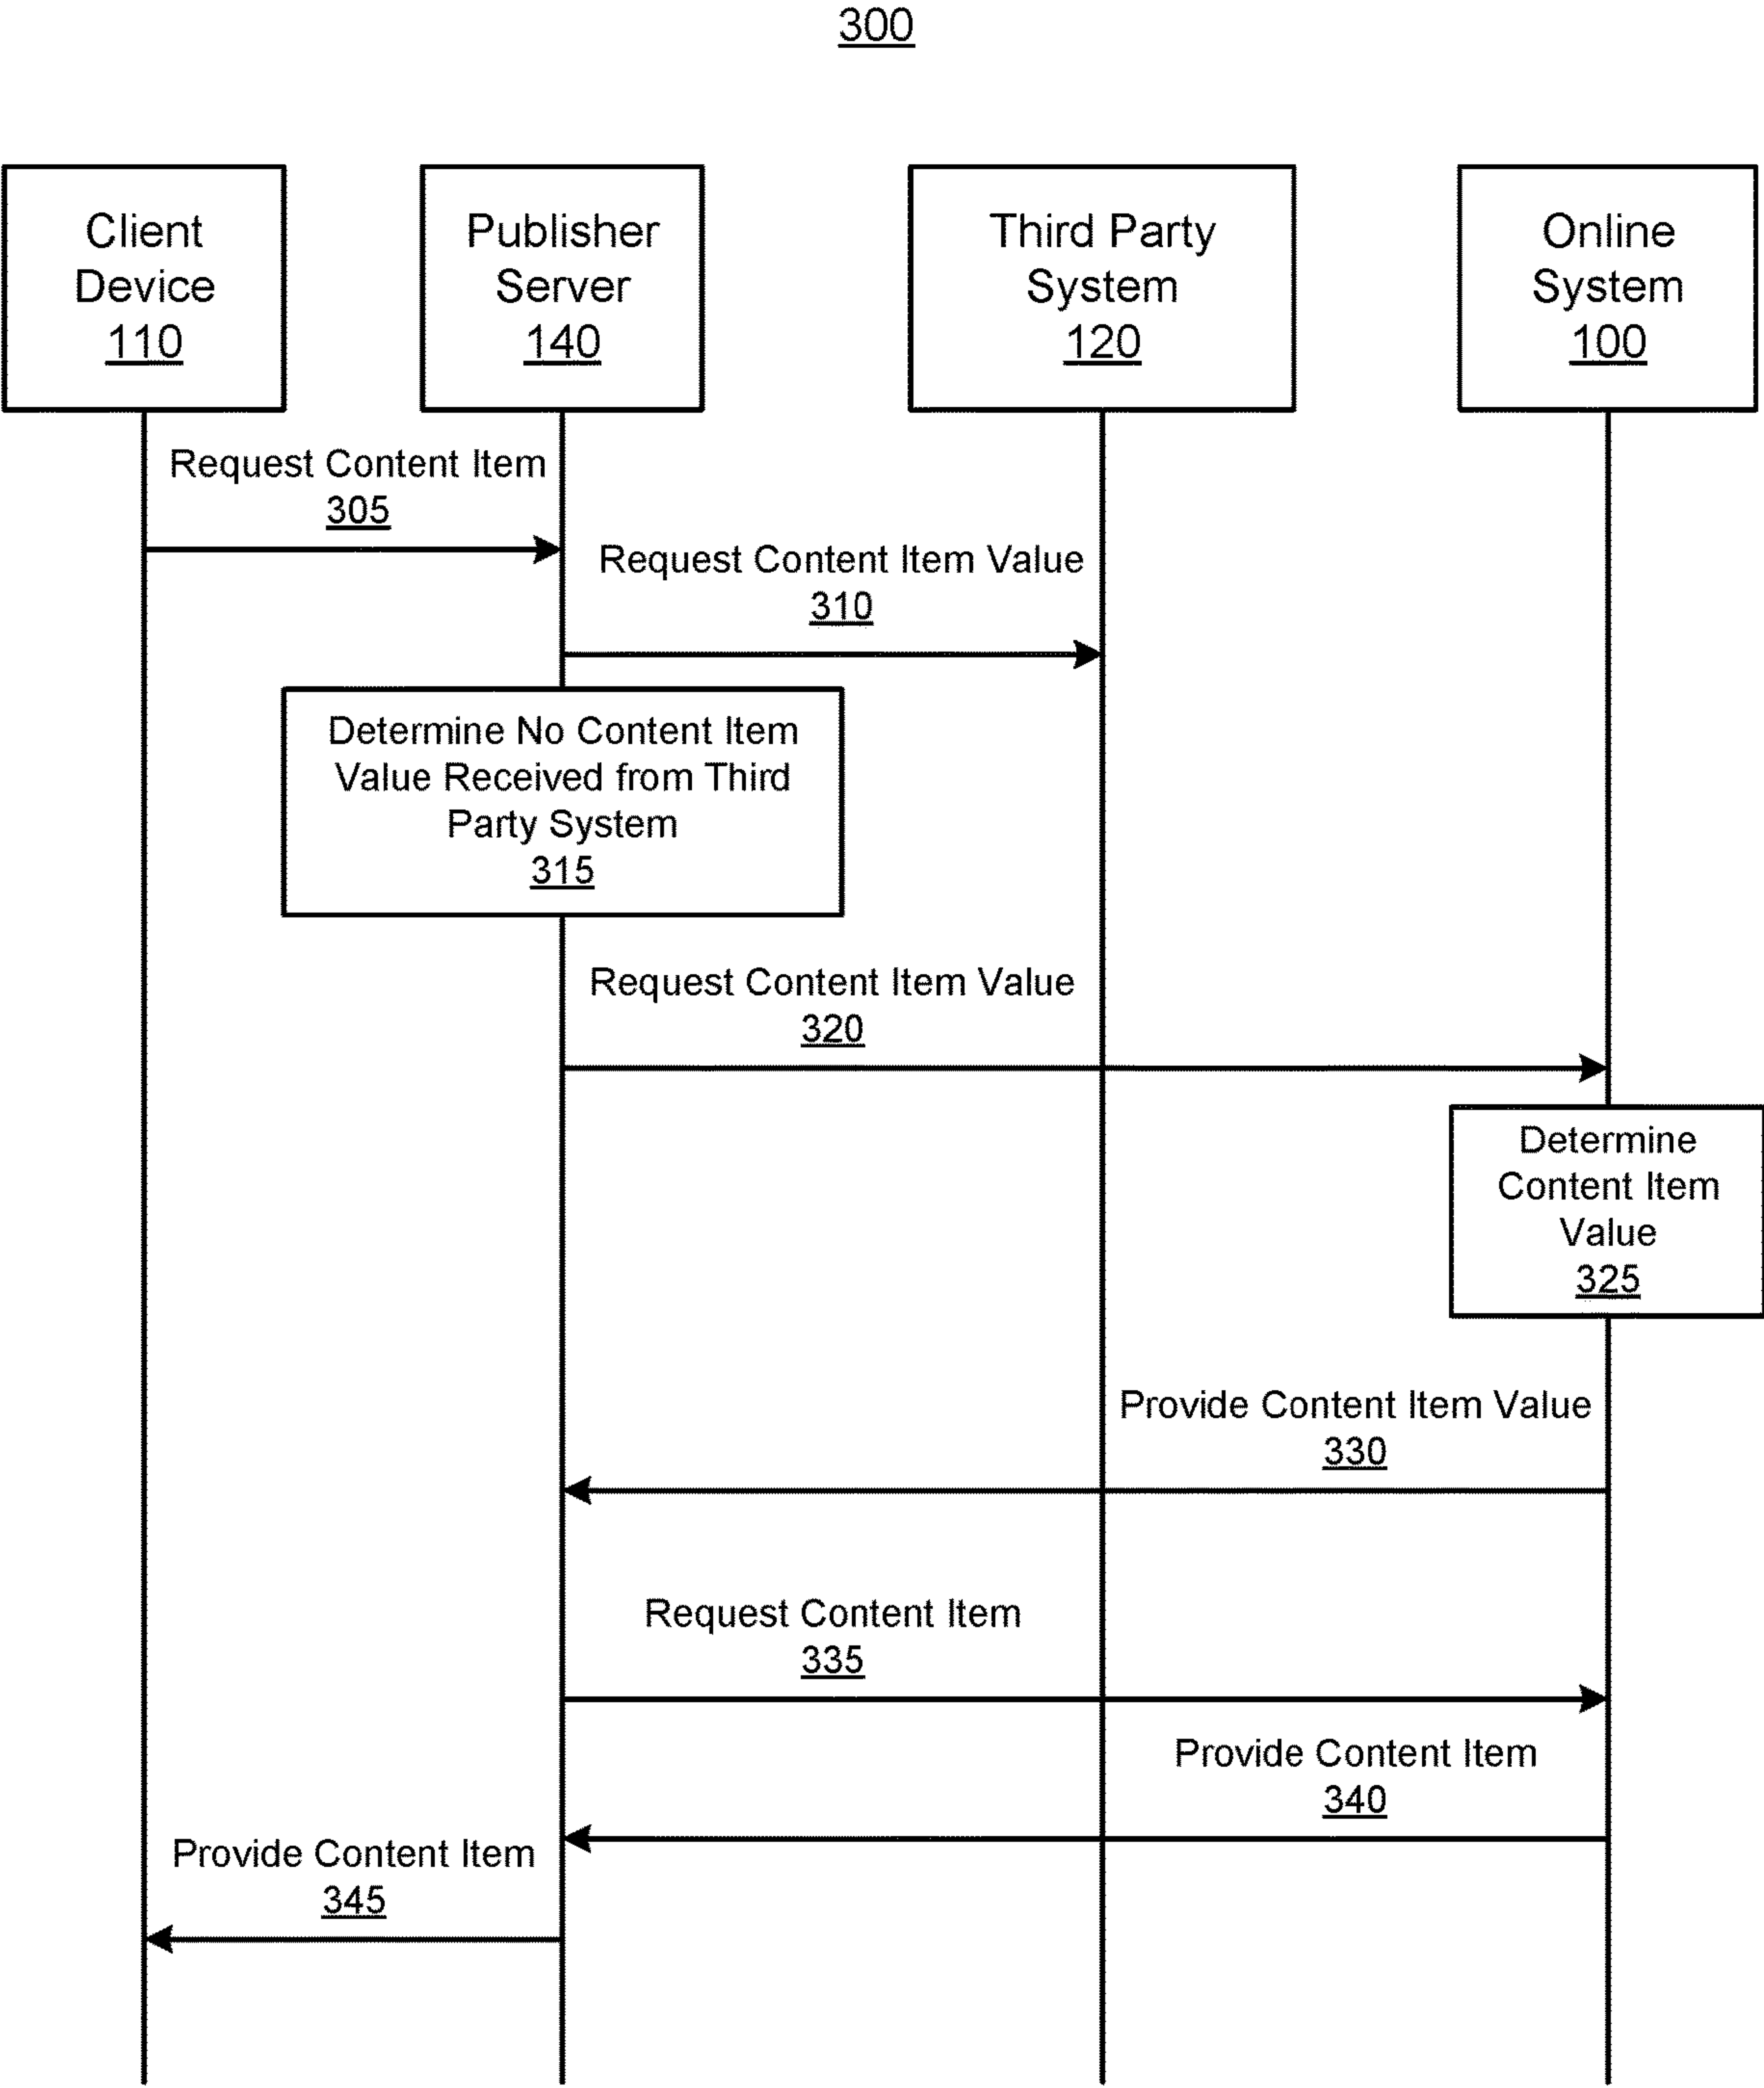 300
Client
Device
110
Publisher
Server
140
Third Party
System
120
Online
System
100
Request Content Item
305
Request Content Item Value
310
Determine No Content Item
Value Received from Third
Party System
315
Request Content Item Value
320
Determine
Content Item
Value
325
Provide Content Item Value
330
Request Content Item
335
Provide Content Item
340
Provide Content Item
345